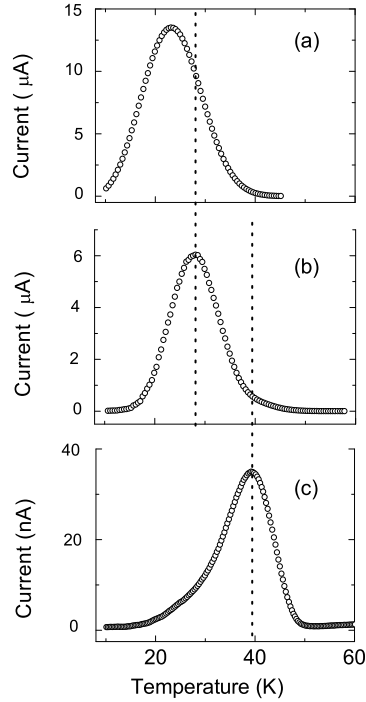 15
(a)
10
Current ( μA)
5
0
6
(b)
4
Current ( μA)
2
0
40
(c)
20
Current (nA)
0
20 40 60
Temperature (K)